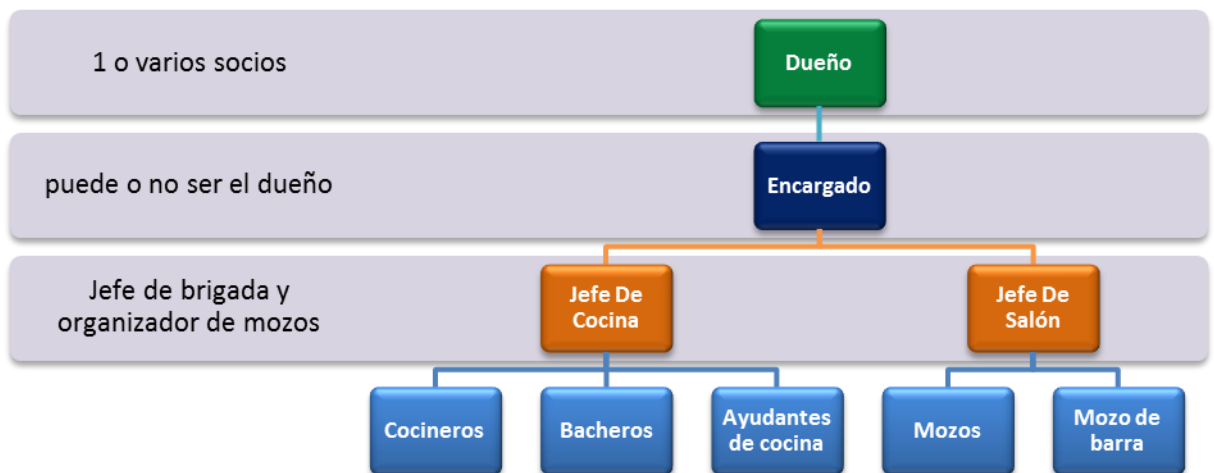 1 o varios socios
Dueño
puede o no ser el dueño
Encargado
Jefe de brigada y
organizador de mozos
Jefe De
Cocina
Jefe De
Salón
Cocineros
Bacheros
Ayudantes
de cocina
Mozos
Mozo de
barra